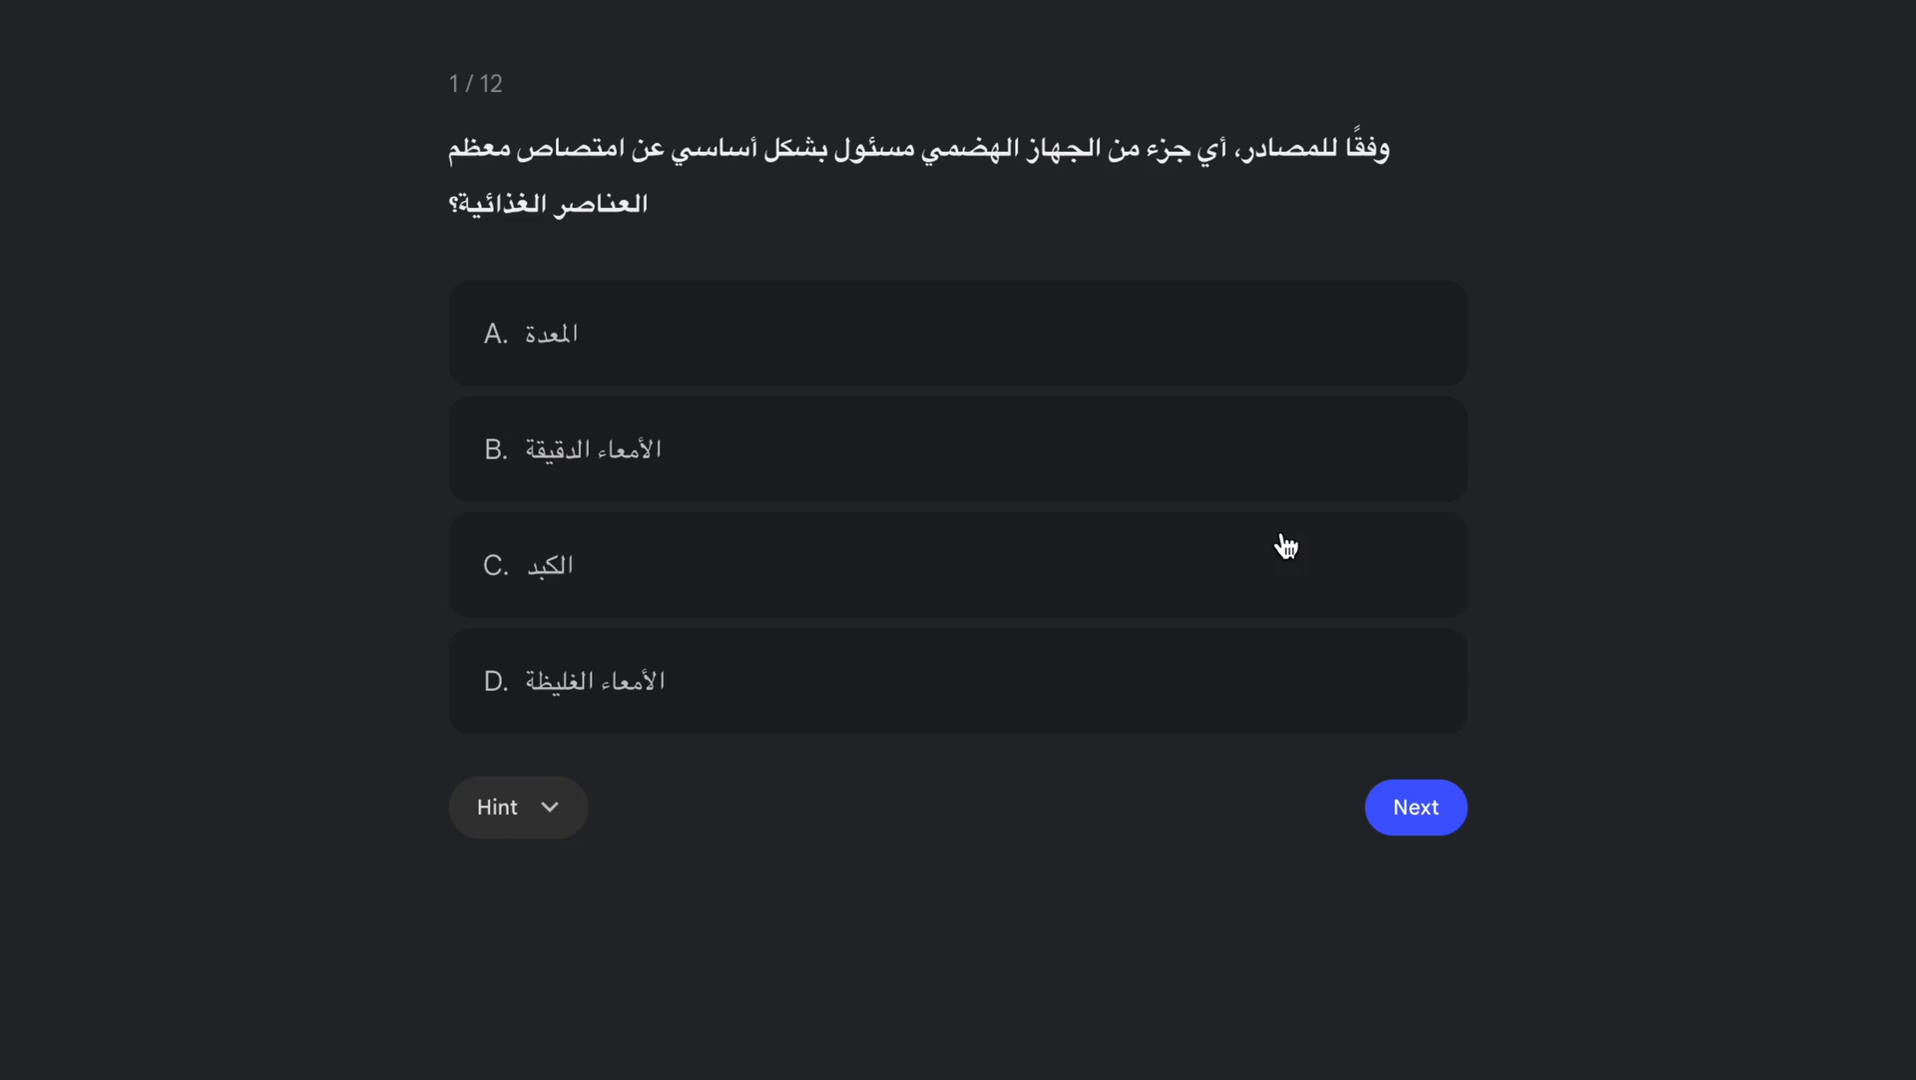 1 / 12
وفقًا للمصادر، أي جزء من الجهاز الهضمي مسئول بشكل أساسي عن امتصاص معظم
العناصر الغذائية؟
A. المعدة
B. الأمعاء الدقيقة
C. الكبد
D. الأمعاء الغليظة
Hint
Next